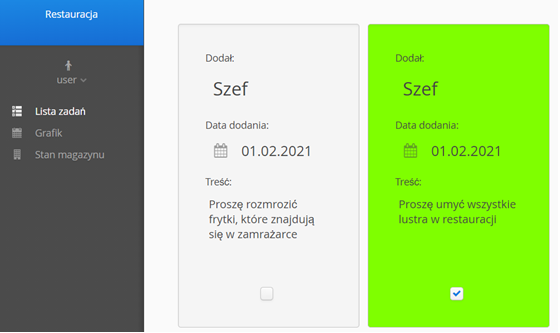 Restauracja
user
Lista zadań
Grafik
Stan magazynu
Dodał:
Szef
Data dodania:
01.02.2021
Treść:
Proszę rozmrozić
frytki, które znajdują
się w zamrażarce
Dodał:
Szef
Data dodania:
01.02.2021
Treść:
Proszę umyć wszystkie
lustra w restauracji